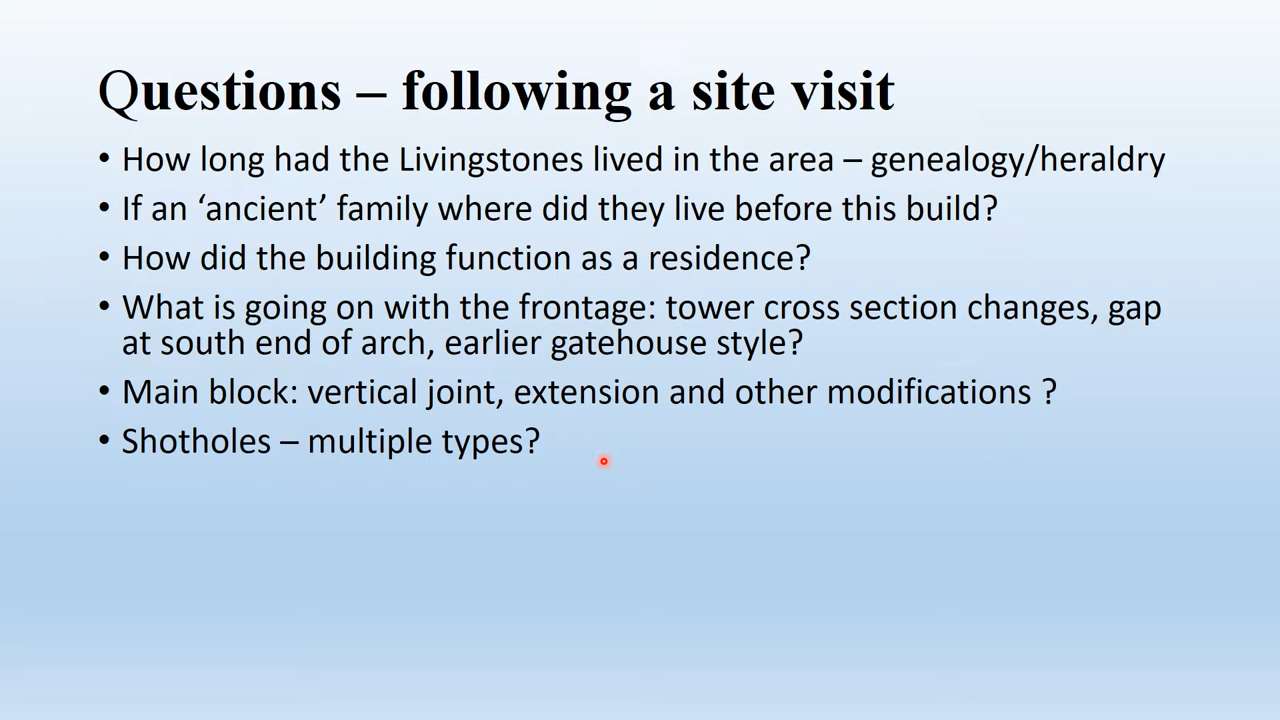 Questions – following a site visit
• How long had the Livingstones lived in the area – genealogy/heraldry
• If an ‘ancient’ family where did they live before this build?
• How did the building function as a residence?
• What is going on with the frontage: tower cross section changes, gap
at south end of arch, earlier gatehouse style?
• Main block: vertical joint, extension and other modifications ?
• Shotholes – multiple types?